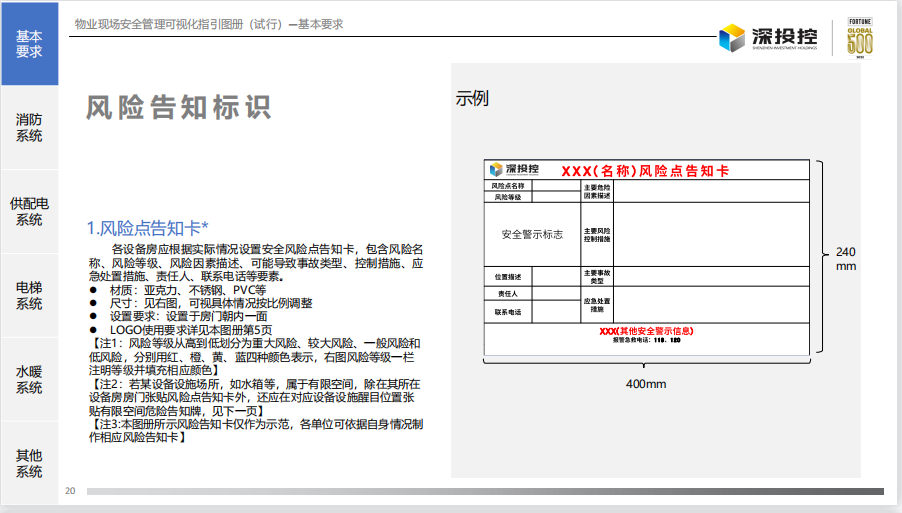 物业现场安全管理可视化指引图册（试行）—基本要求
深投控
SHENZHEN INVESTMENT HOLDINGS
FORTUNE
GLOBAL
500
基本
要求
消防
系统
供配电
系统
电梯
系统
水暖
系统
其他
系统
风险告知标识
1.风险点告知卡*
各设备房应根据实际情况设置安全风险点告知卡，包含风险名
称、风险等级、风险因素描述、可能导致事故类型、控制措施、应
急处置措施、责任人、联系电话等要素。
● 材质：亚克力、不锈钢、PVC等
● 尺寸：见右图，可视具体情况按比例调整
● 设置要求：设置于房门朝内一面
● LOGO使用要求详见本图册第5页
【注1：风险等级从高到低划分为重大风险、较大风险、一般风险和
低风险，分别用红、橙、黄、蓝四种颜色表示，右图风险等级一栏
注明等级并填充相应颜色】
【注2：若某设备设施场所，如水箱等，属于有限空间，除在其所在
设备房房门张贴风险点告知卡外，还应在对应设备设施醒目位置张
贴有限空间危险告知牌，见下一页】
【注3:本图册所示风险告知卡仅作为示范，各单位可依据自身情况制
作相应风险告知卡】
示例
深投控
XXX(名称)风险点告知卡
风险点名称
风险等级
主要危险
因素描述
安全警示标志
主要风险
控制措施
位置描述
主要事故
类型
责任人
联系电话
应急处置
措施
XXX(其他安全警示信息)
报警急救电话：110、120
240
mm
400mm
20